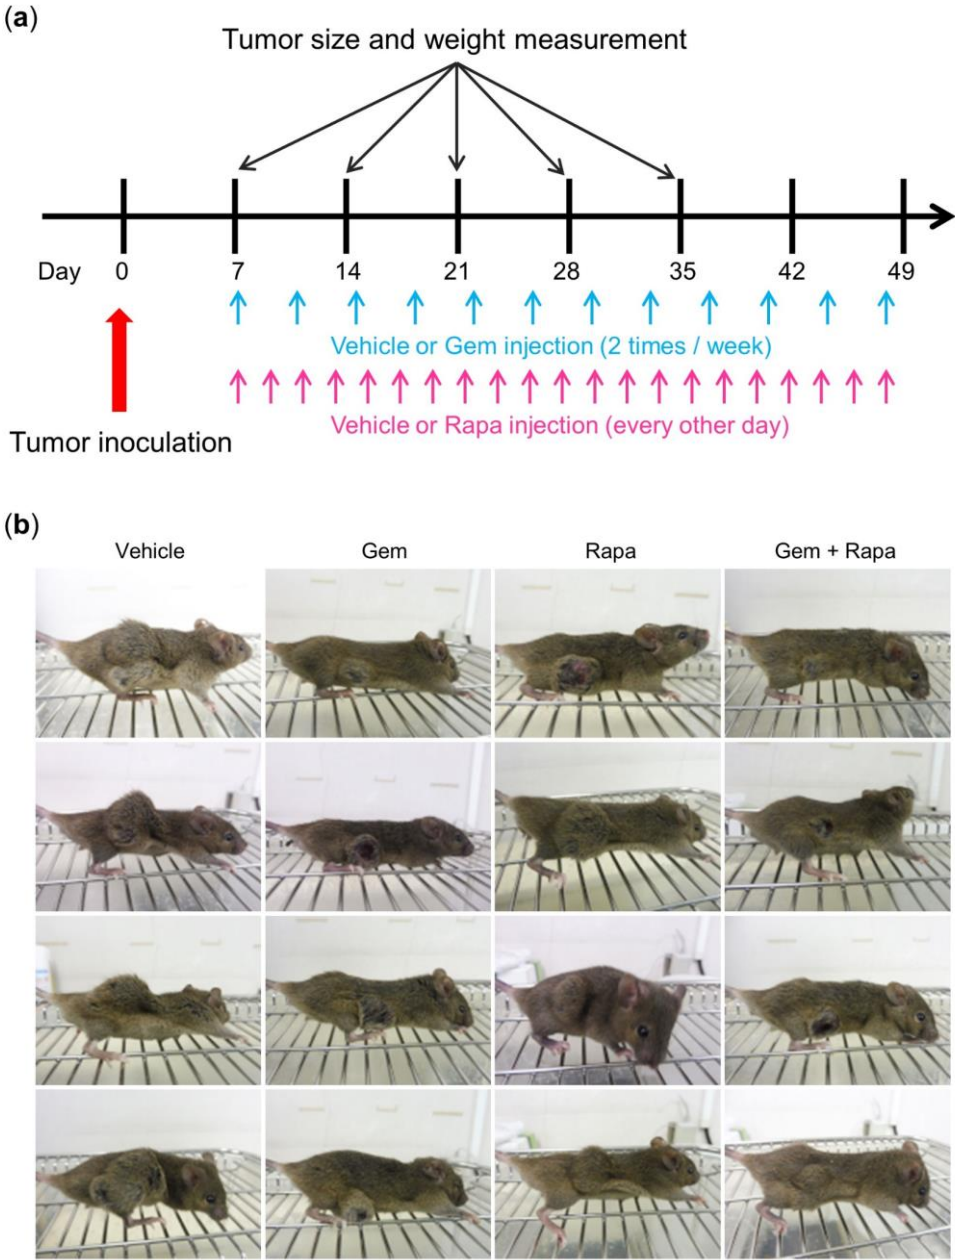 (a)
Tumor size and weight measurement
Day 0 7 14 21 28 35 42 49
Vehicle or Gem injection (2 times / week)
Vehicle or Rapa injection (every other day)
Tumor inoculation
(b)
Vehicle Gem Rapa Gem + Rapa